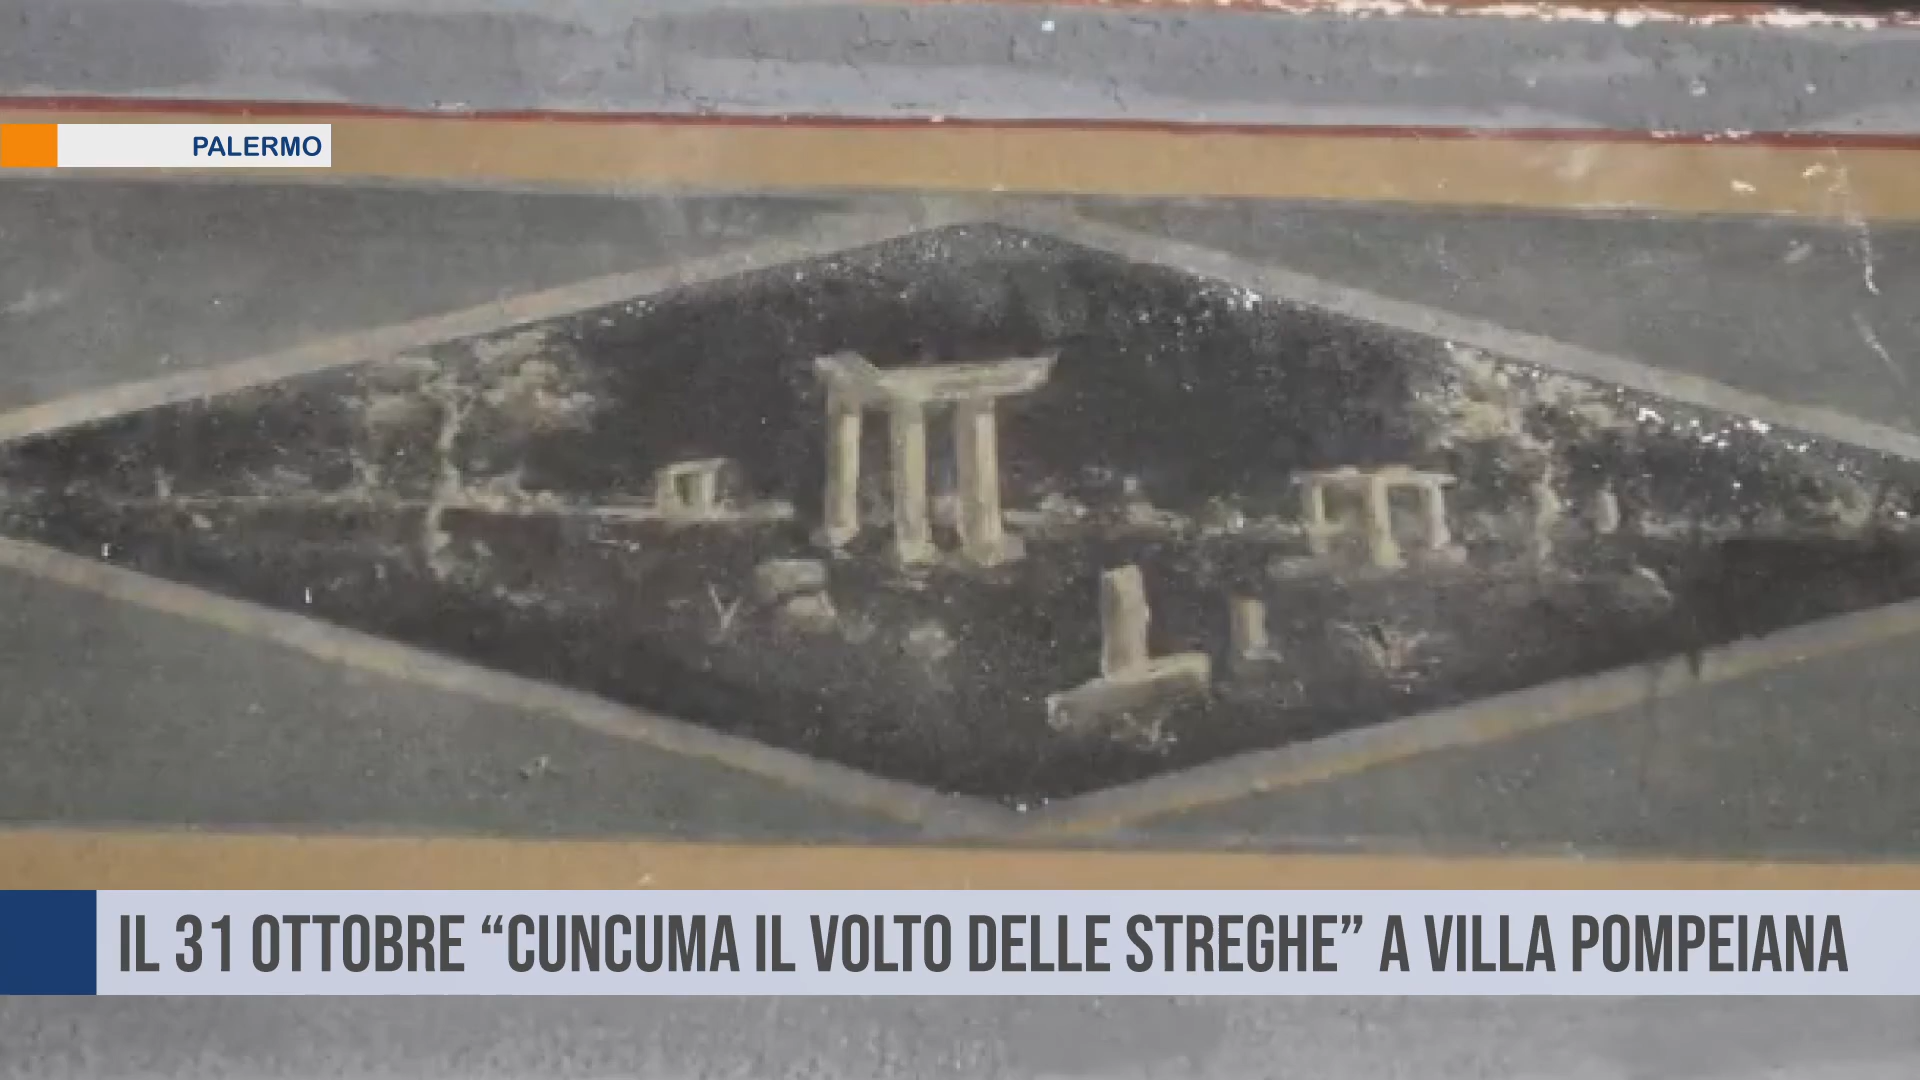 PALERMO
IL 31 OTTOBRE “CUNCUMA IL VOLTO DELLE STREGHE” A VILLA POMPEIANA